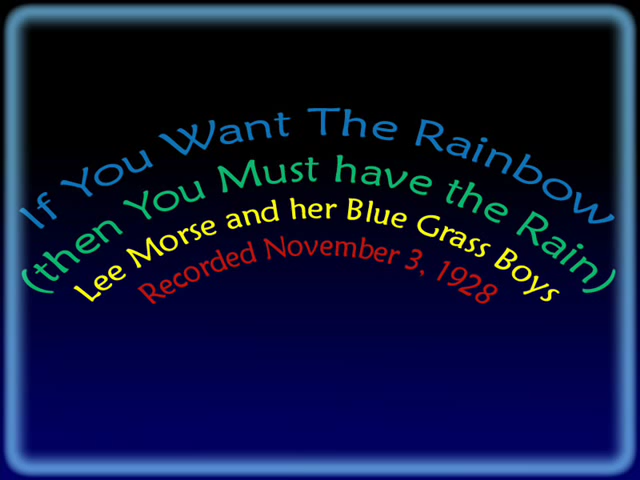 If You Want The Rainbow
(then You Must have the Rain)
Lee Morse and her Blue Grass Boys
Recorded November 3, 1928